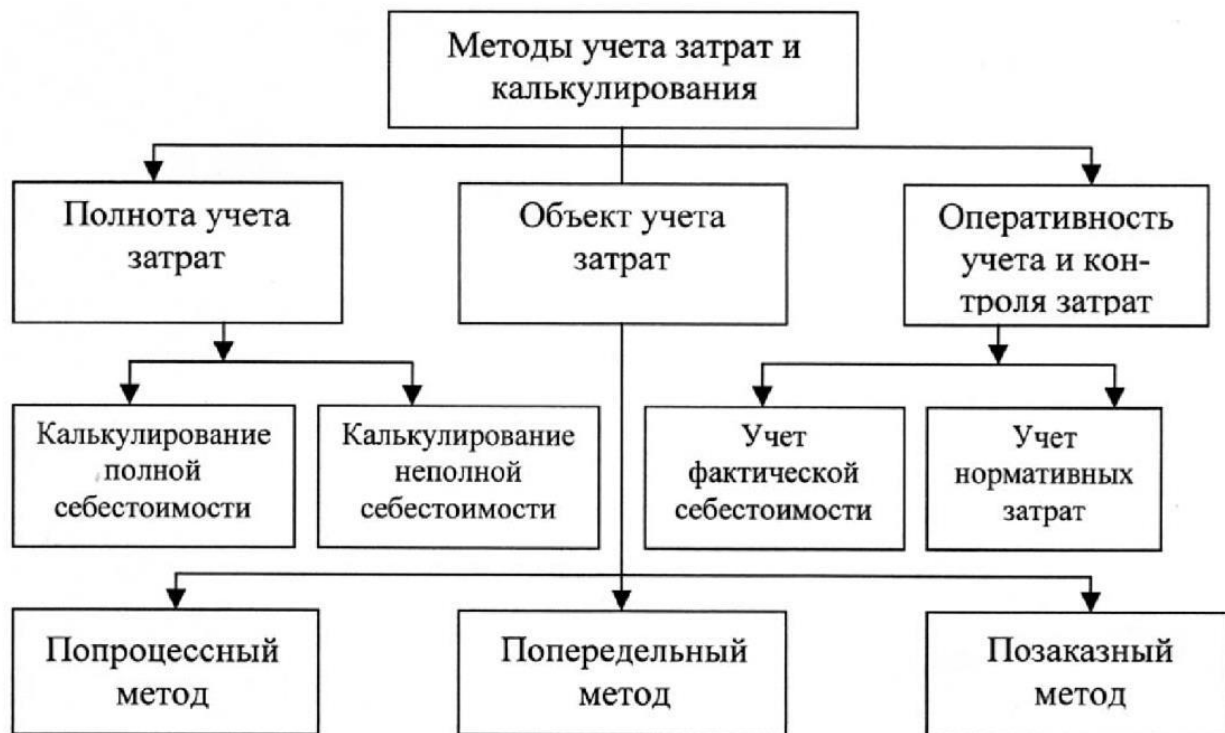 Методы учета затрат и
калькулирования
Полнота учета
затрат
Объект учета
затрат
Оперативность
учета и кон-
троля затрат
Калькулирование
полной
себестоимости
Калькулирование
неполной
себестоимости
Учет
фактической
себестоимости
Учет
нормативных
затрат
Попроцессный
метод
Попередельный
метод
Позаказный
метод